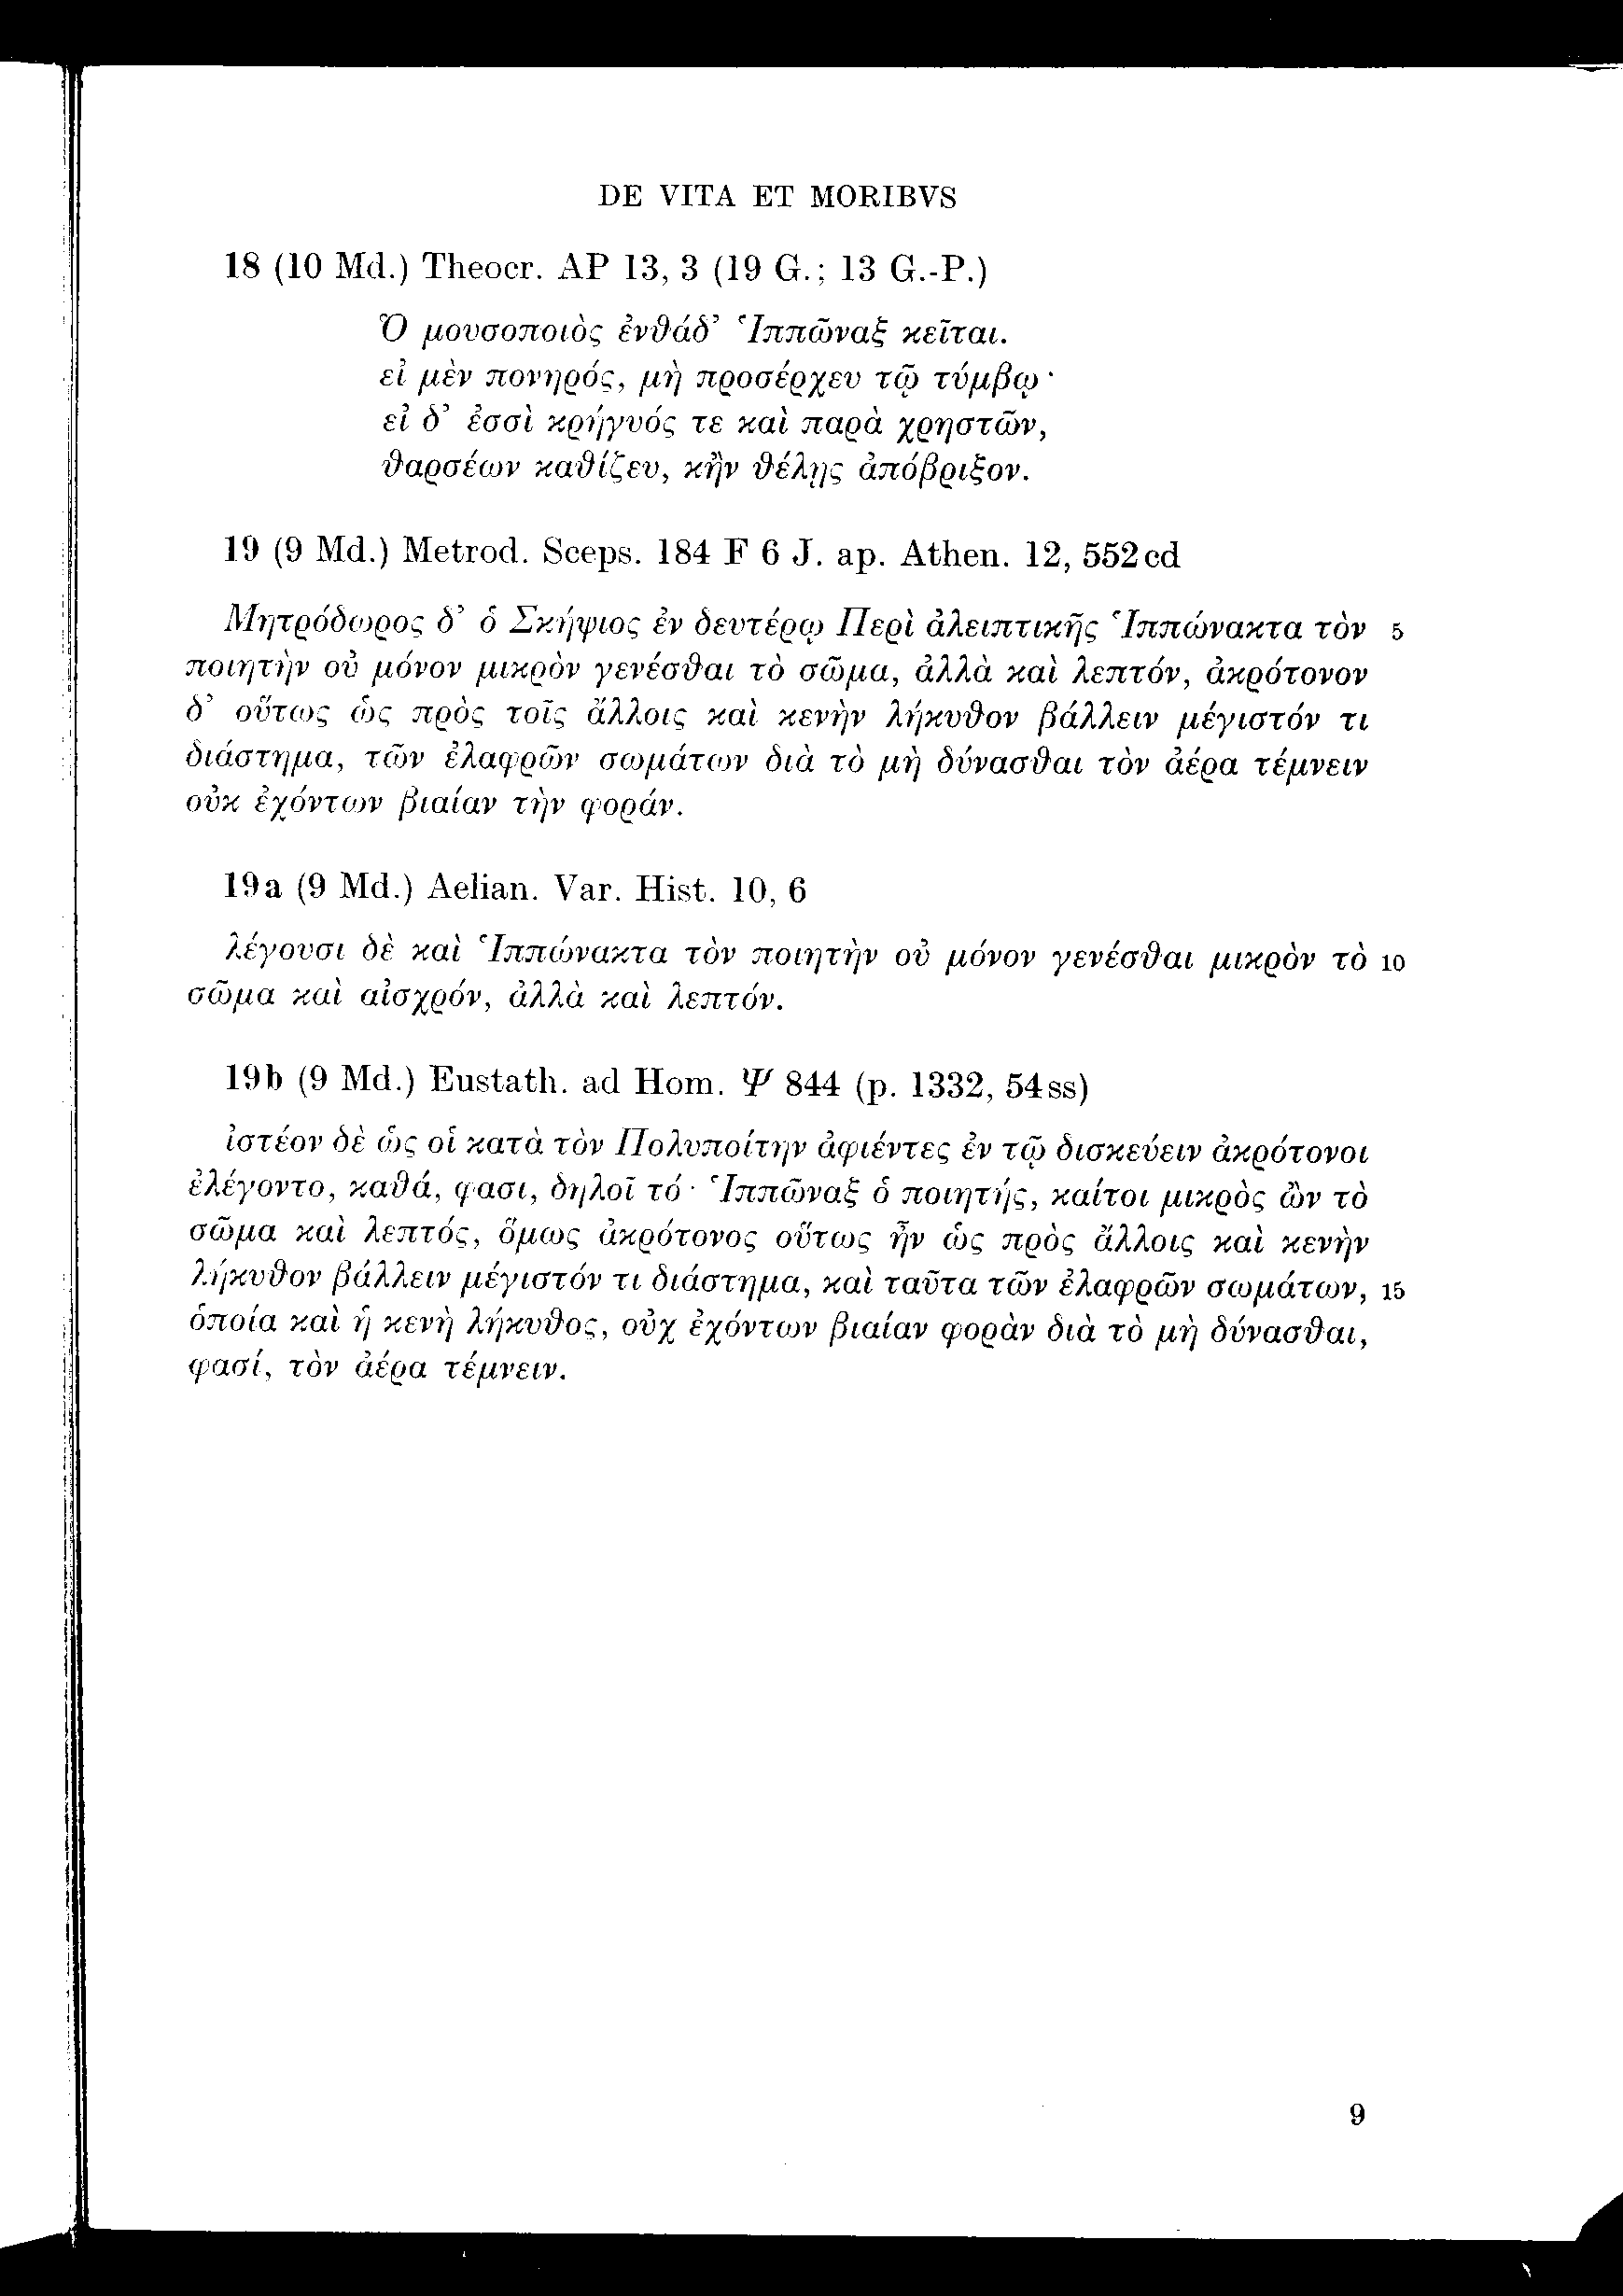 DE VITA ET MORIBVS
18 (10 Md.) Theocr. AP 13, 3 (19 G.; 13 G.-P.)
Ὁ μουσοποιὸς ἐνθάδ’ Ἱππῶναξ κεῖται.
εἰ μὲν πονηρός, μὴ προσέρχευ τῷ τύμβῳ·
εἰ δ’ ἐσσὶ κρήγυός τε καὶ παρὰ χρηστῶν,
θαρσέων καθίζευ, κἢν θέλῃς ἀπόβριξον.
19 (9 Md.) Metrod. Sceps. 184 F 6 J. ap. Athen. 12, 552cd
Μητρόδωρος δ’ ὁ Σκήψιος ἐν δευτέρῳ Περὶ ἀλειπτικῆς Ἱππώνακτα τὸν 5
ποιητὴν οὐ μόνον μικρὸν γενέσθαι τὸ σῶμα, ἀλλὰ καὶ λεπτόν, ἀκρότονον
δ’ οὕτως ὡς πρὸς τοῖς ἄλλοις καὶ κενὴν λήκυθον βάλλειν μέγιστόν τι
διάστημα, τῶν ἐλαφρῶν σωμάτων διὰ τὸ μὴ δύνασθαι τὸν ἀέρα τέμνειν
οὐκ ἐχόντων βιαίαν τὴν φοράν.
19a (9 Md.) Aelian. Var. Hist. 10, 6
λέγουσι δὲ καὶ Ἱππώνακτα τὸν ποιητὴν οὐ μόνον γενέσθαι μικρὸν τὸ 10
σῶμα καὶ αἰσχρόν, ἀλλὰ καὶ λεπτόν.
19b (9 Md.) Eustath. ad Hom. Ψ 844 (p. 1332, 54ss)
ἰστέον δὲ ὡς οἱ κατὰ τὸν Πολυποίτην ἀφιέντες ἐν τῷ δισκεύειν ἀκρότονοι
ἐλέγοντο, καθά, φασι, δηλοῖ τό· Ἱππῶναξ ὁ ποιητής, καίτοι μικρὸς ὢν τὸ
σῶμα καὶ λεπτός, ὅμως ἀκρότονος οὕτως ἦν ὡς πρὸς ἄλλοις καὶ κενὴν
λήκυθον βάλλειν μέγιστόν τι διάστημα, καὶ ταῦτα τῶν ἐλαφρῶν σωμάτων, 15
ὁποία καὶ ἡ κενὴ λήκυθος, οὐχ ἐχόντων βιαίαν φορὰν διὰ τὸ μὴ δύνασθαι,
φασί, τὸν ἀέρα τέμνειν.
9